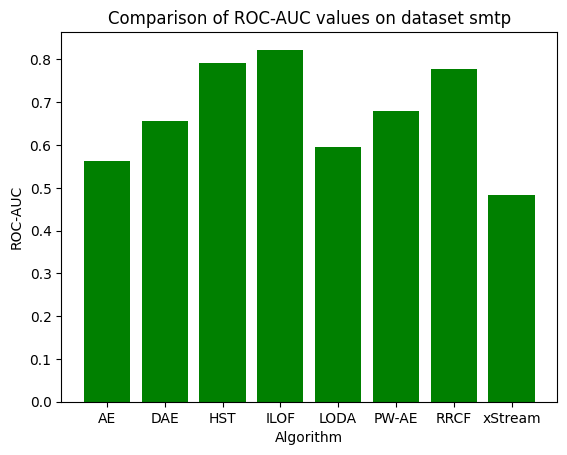 Comparison of ROC-AUC values on dataset smtp
ROC-AUC
0.8
0.7
0.6
0.5
0.4
0.3
0.2
0.1
0.0
AE DAE HST ILOF LODA PW-AE RRCF xStream
Algorithm